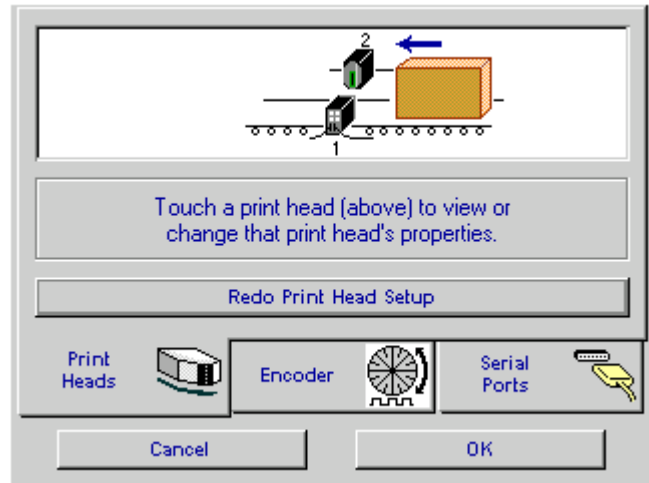 2
1
Touch a print head (above) to view or
change that print head's properties.
Redo Print Head Setup
Print
Heads
Encoder
Serial
Ports
Cancel
OK